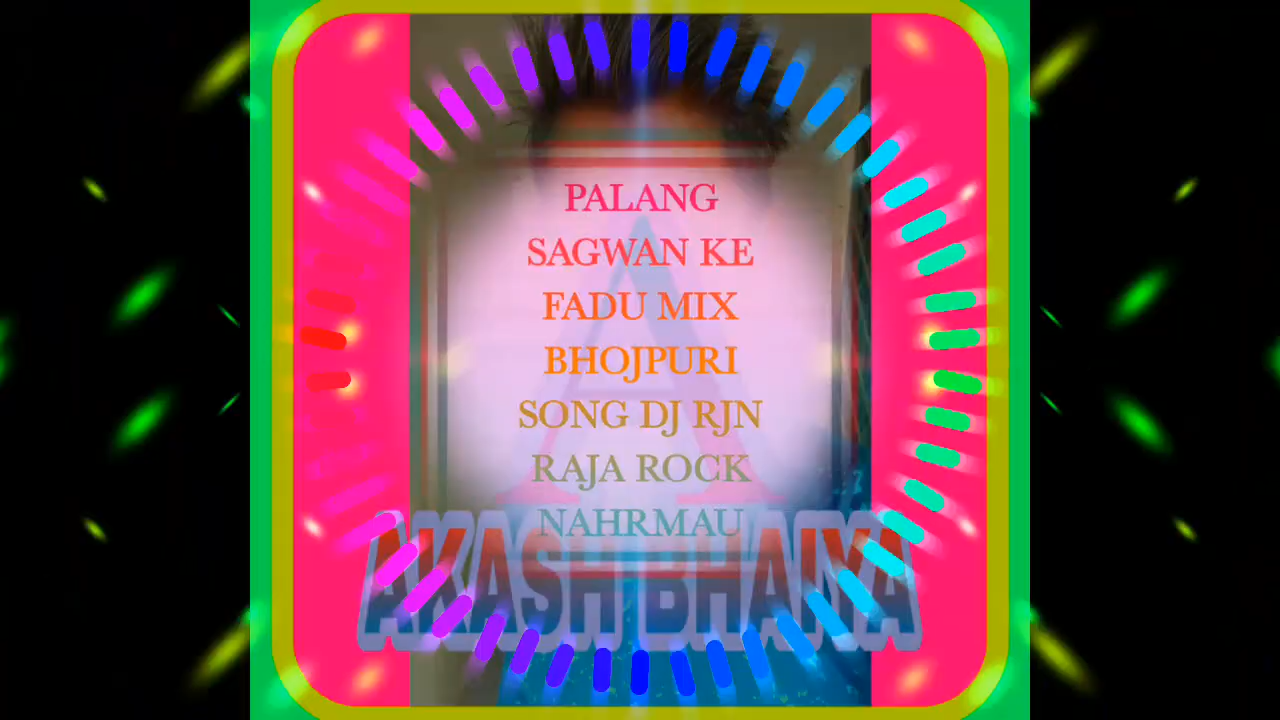 PALANG
SAGWAN KE
FADU MIX
BHOJPURI
SONG DJ RJN
RAJA ROCK
NAHRMAU
AKASH BHAIYA
A